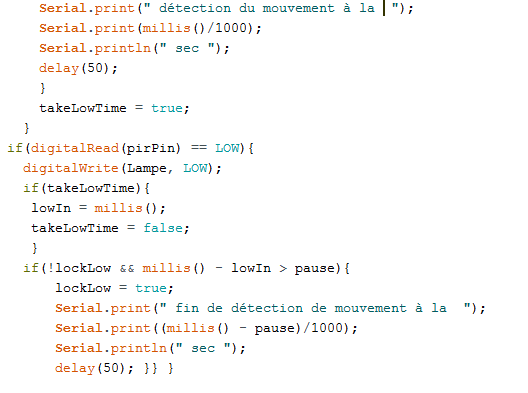 Serial.print(" détection du mouvement à la  ");
Serial.print(millis()/1000);
Serial.println(" sec ");
delay(50);
}
takeLowTime = true;
}
if(digitalRead(pirPin) == LOW){
digitalWrite(Lampe, LOW);
if(takeLowTime){
lowIn = millis();
takeLowTime = false;
}
if(!lockLow && millis() - lowIn > pause){
lockLow = true;
Serial.print(" fin de détection de mouvement à la  ");
Serial.print((millis() - pause)/1000);
Serial.println(" sec ");
delay(50); }} }